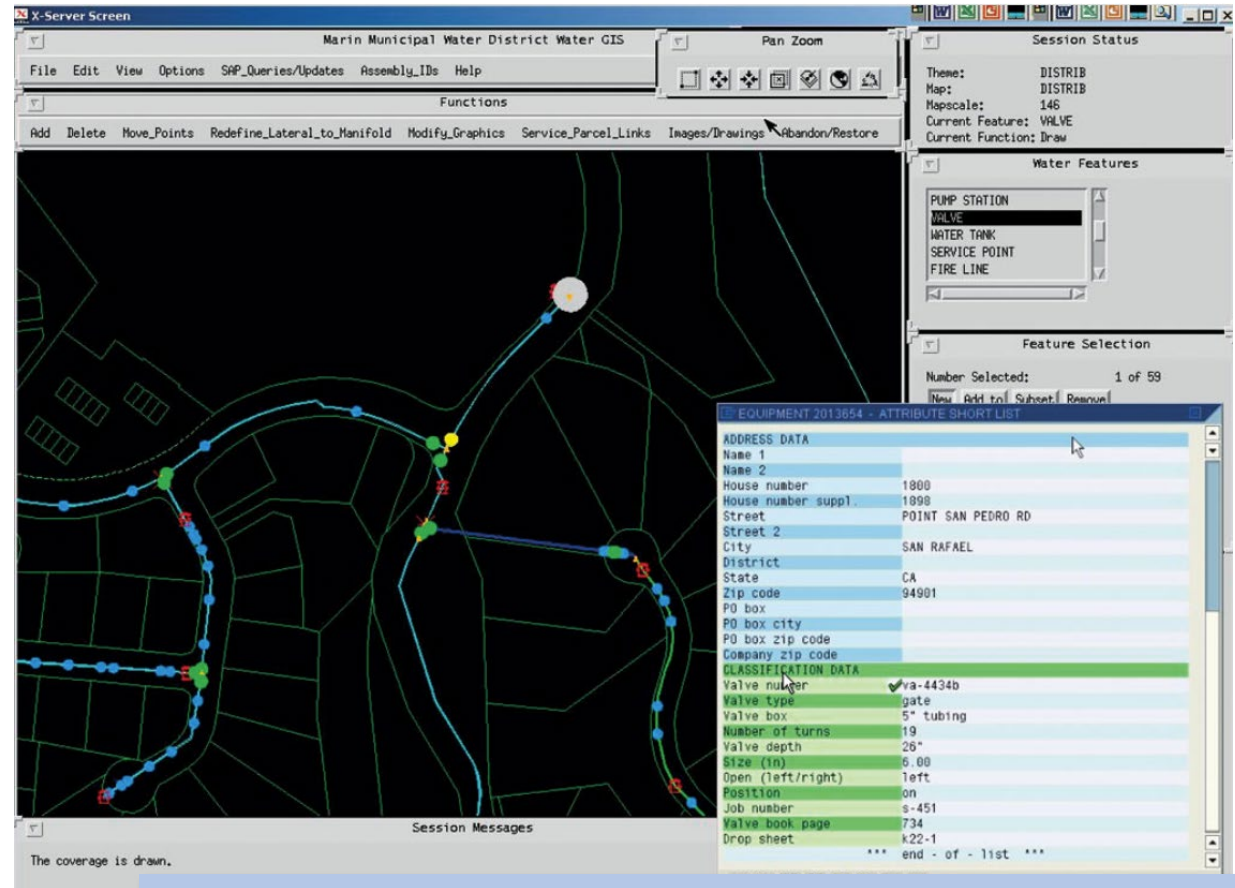 X-Server Screen
Marin Municipal Water District Water GIS
File Edit View Options SAP_Queries/Updates Assembly_IDs Help
Pan Zoom
Functions
Add Delete Move_Points Redefine_Lateral_to_Manifold Modify_Graphics Service_Parcel_Links Images/Drawings Abandon/Restore
Session Status
Theme: DISTRIB
Map: DISTRIB
Mapscale: 146
Current Feature: VALVE
Current Function: Draw
Water Features
PUMP STATION
VALVE
WATER TANK
SERVICE POINT
FIRE LINE
Feature Selection
Number Selected: 1 of 59
New Add to Subset Remove
EQUIPMENT 2013654 - ATTRIBUTE SHORT LIST
ADDRESS DATA
Name 1
Name 2
House number 1800
House number suppl. 1898
Street POINT SAN PEDRO RD
Street 2
City SAN RAFAEL
District
State CA
Zip code 94901
PO box
PO box city
PO box zip code
Company zip code
CLASSIFICATION DATA
Valve number va-4434b
Valve type gate
Valve box 5" tubing
Number of turns 19
Valve depth 26"
Size (in) 6.00
Open (left/right) left
Position on
Job number s-451
Valve book page 734
Drop sheet k22-1
*** end - of - list ***
Session Messages
The coverage is drawn.